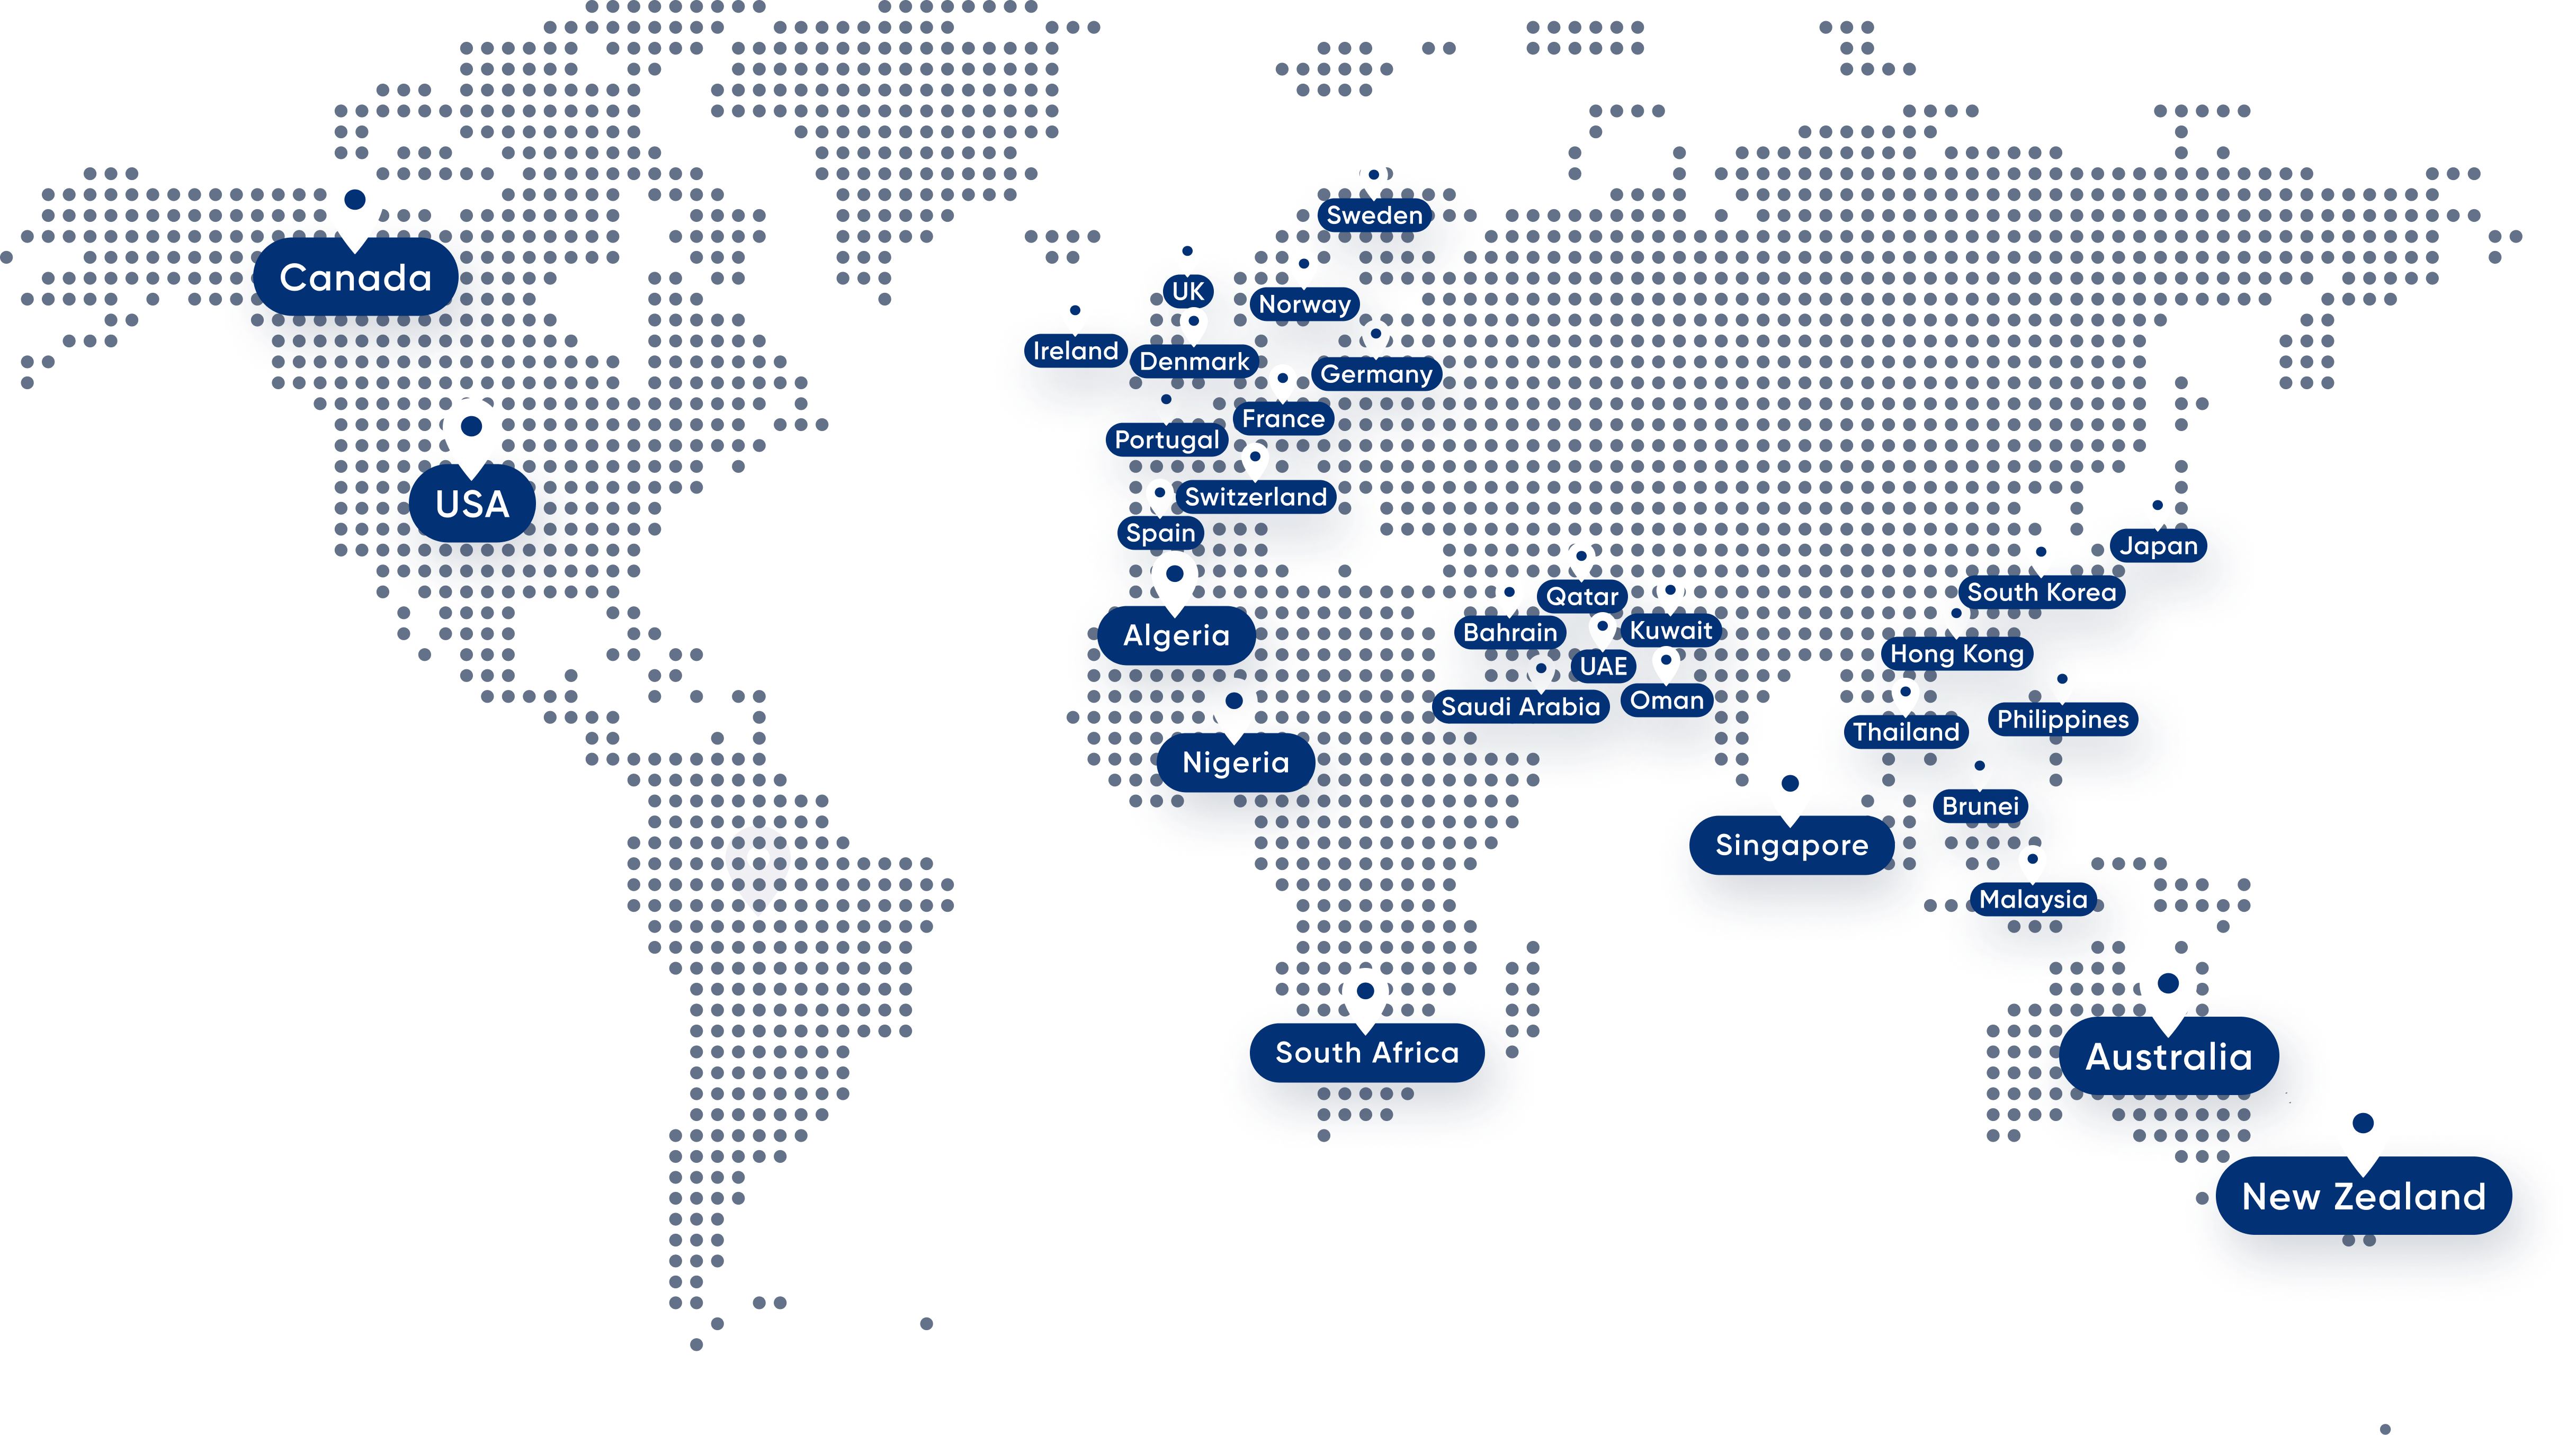 Sweden
Canada
UK
Norway
Ireland
Denmark
Germany
France
Portugal
Switzerland
USA
Spain
Japan
South Korea
Qatar
Algeria
Bahrain
Kuwait
Hong Kong
UAE
Saudi Arabia
Oman
Philippines
Thailand
Nigeria
Brunei
Singapore
Malaysia
South Africa
Australia
New Zealand